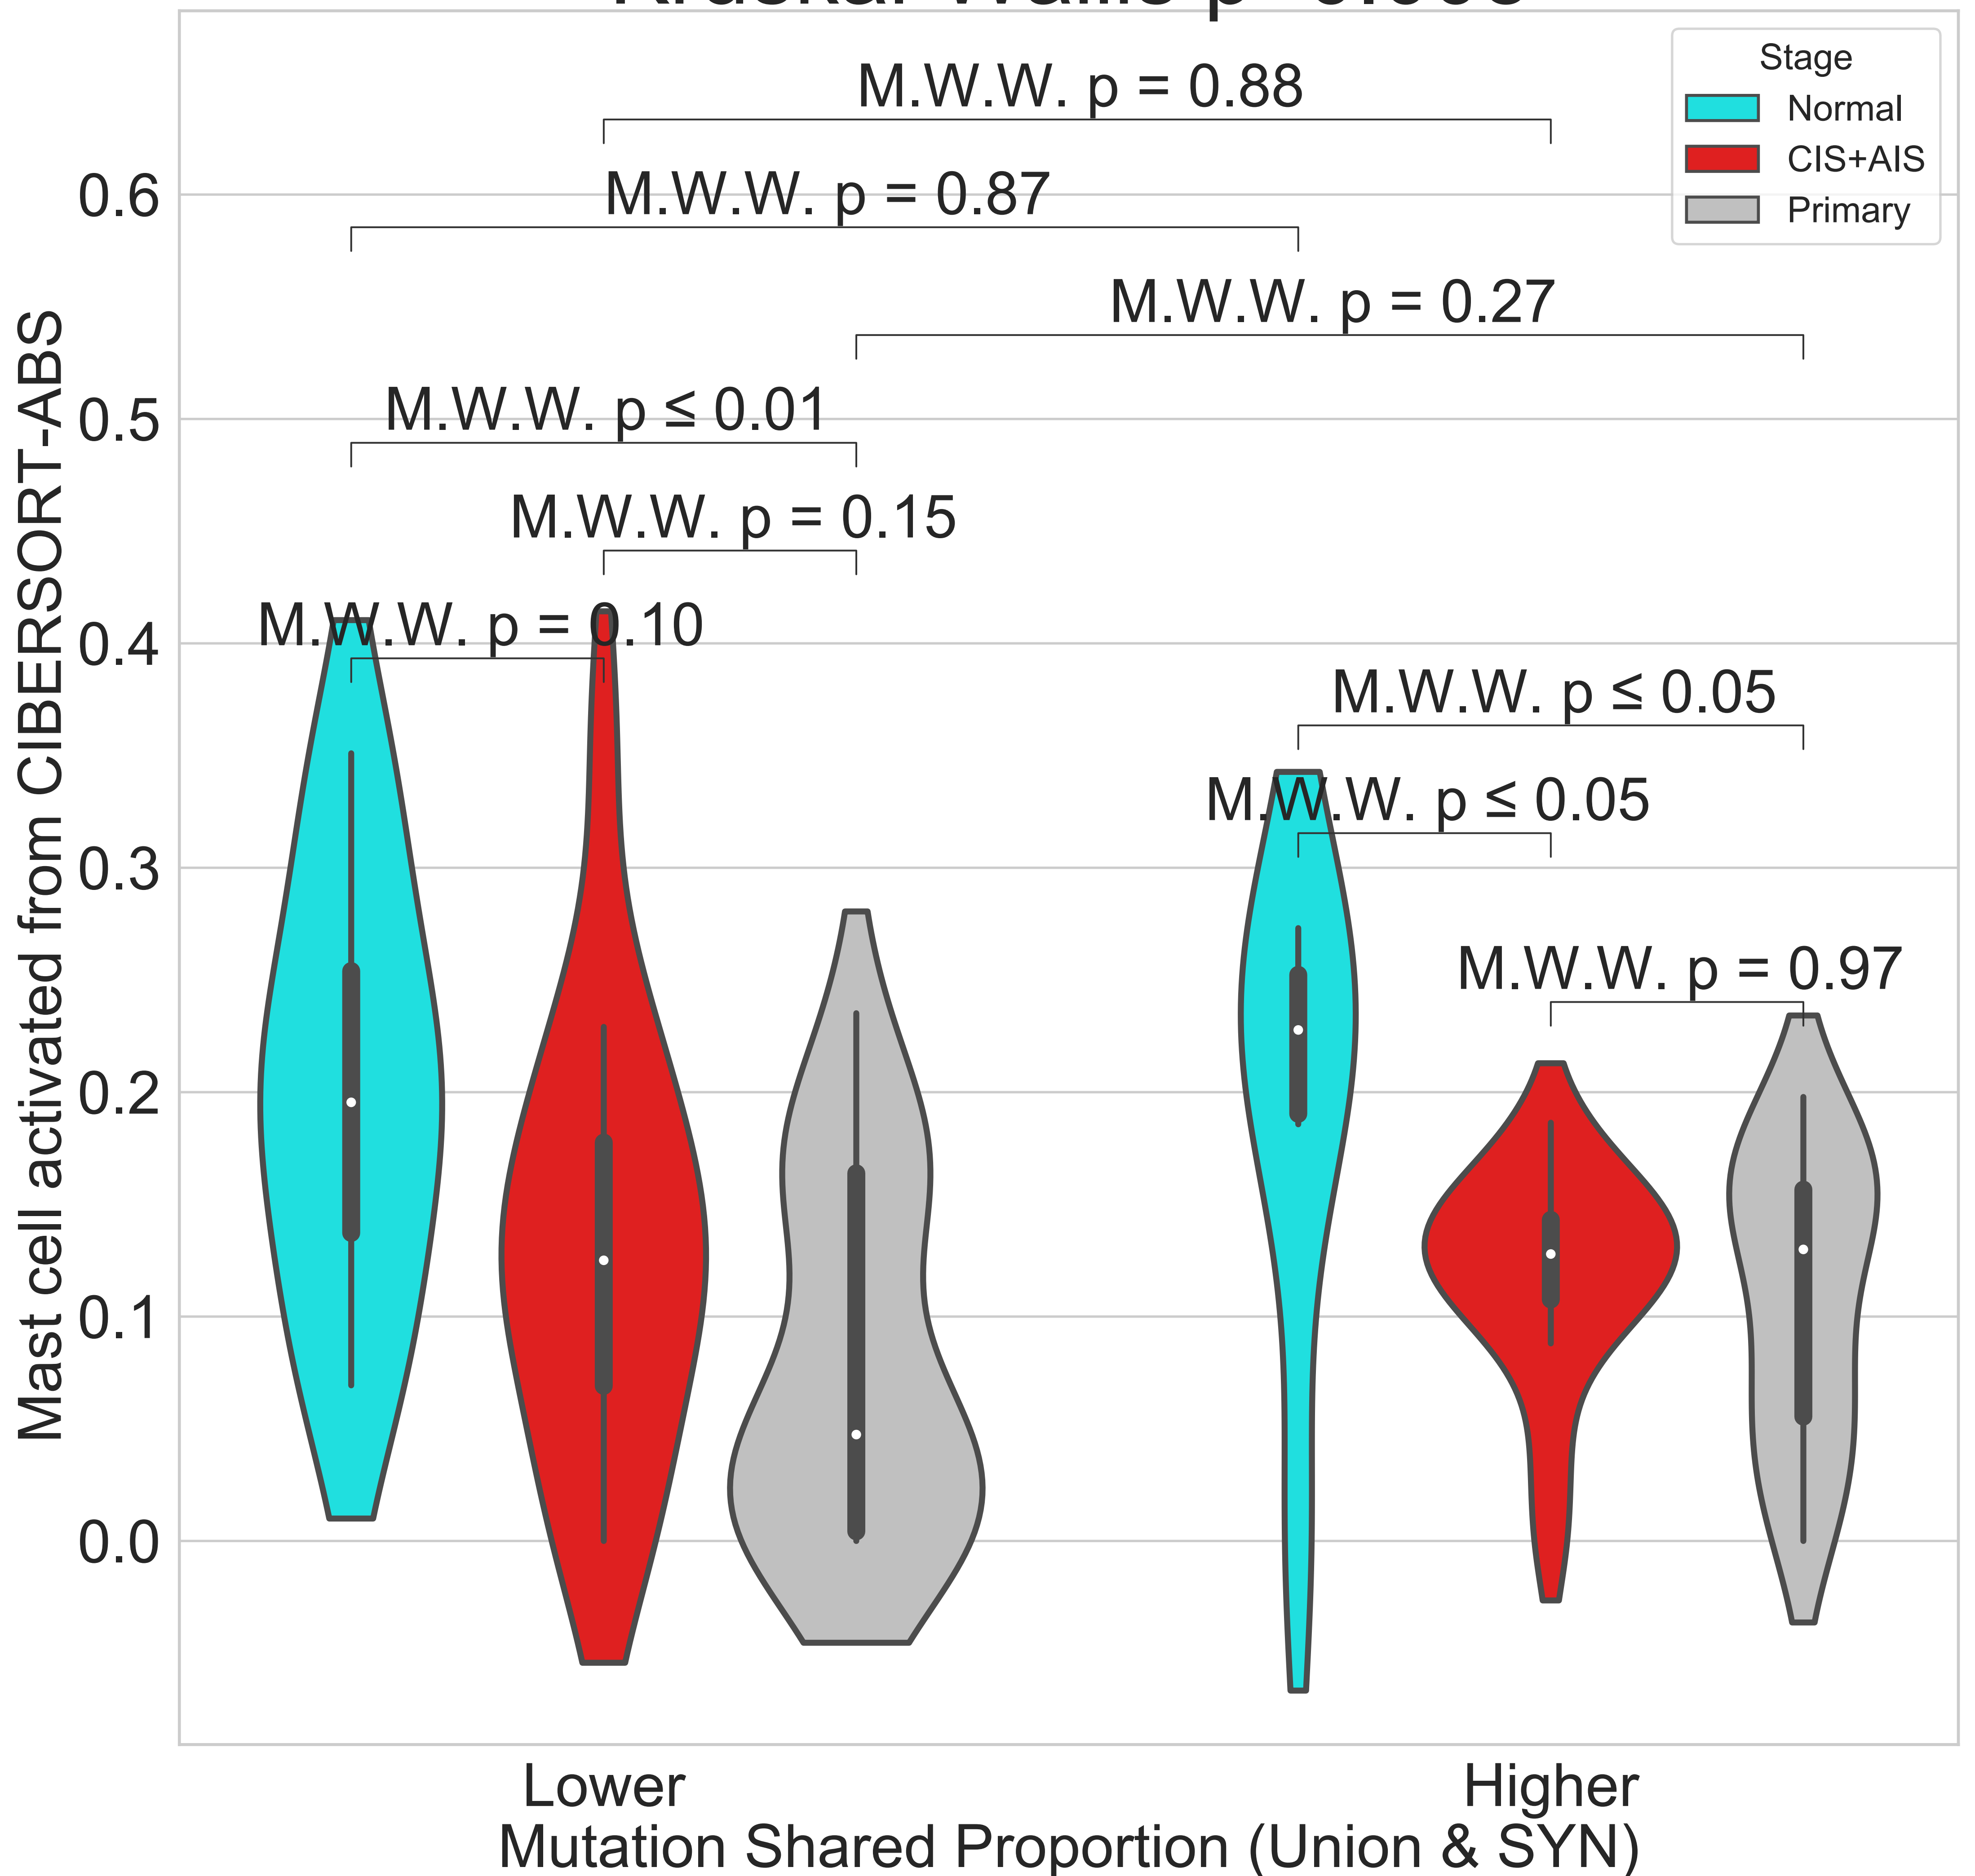 Stage
Normal
CIS+AIS
Primary
M.W.W. p = 0.88
M.W.W. p = 0.87
M.W.W. p = 0.27
M.W.W. p ≤ 0.01
M.W.W. p = 0.15
M.W.W. p = 0.10
M.W.W. p ≤ 0.05
M.W.W. p ≤ 0.05
M.W.W. p = 0.97
Mast cell activated from CIBERSORT-ABS
0.6
0.5
0.4
0.3
0.2
0.1
0.0
Lower
Higher
Mutation Shared Proportion (Union & SYN)